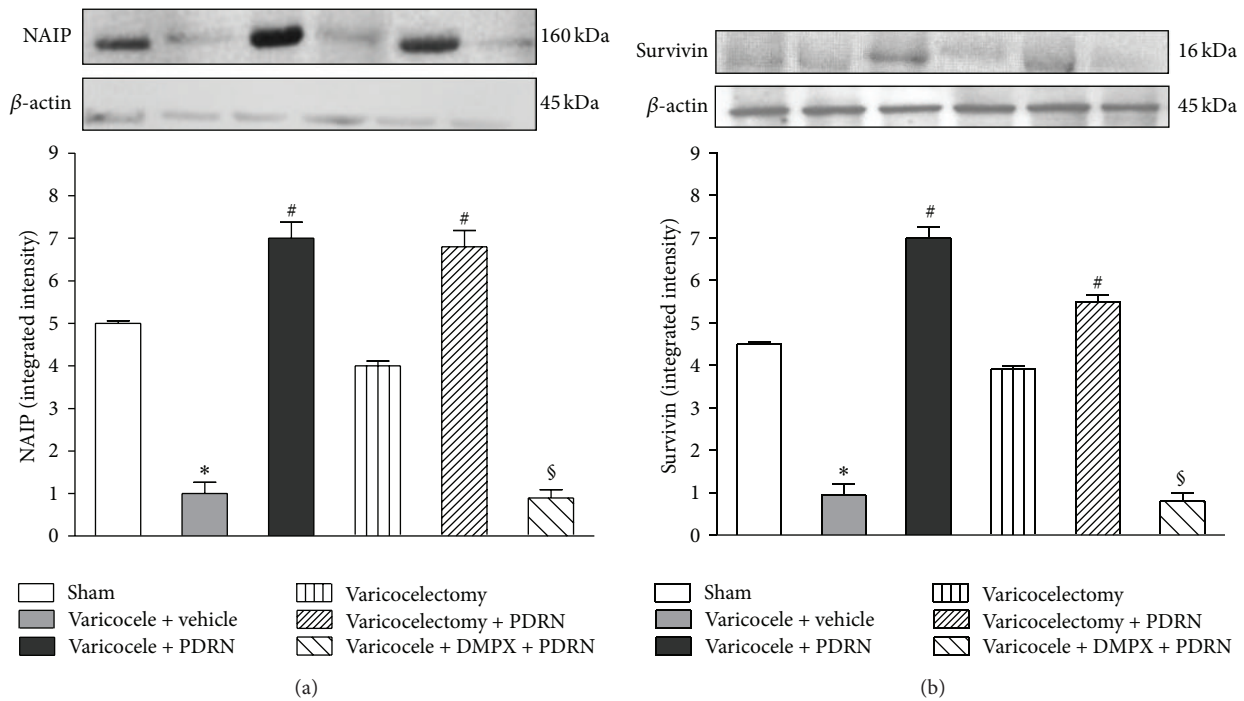 NAIP
160 kDa
β-actin
45 kDa
NAIP (integrated intensity)
9
8
7
6
5
4
3
2
1
0
*
#
#
§
Sham
Varicocele + vehicle
Varicocele + PDRN
Varicocelectomy
Varicocelectomy + PDRN
Varicocele + DMPX + PDRN
(a)
Survivin
16 kDa
β-actin
45 kDa
Survivin (integrated intensity)
9
8
7
6
5
4
3
2
1
0
*
#
#
§
Sham
Varicocele + vehicle
Varicocele + PDRN
Varicocelectomy
Varicocelectomy + PDRN
Varicocele + DMPX + PDRN
(b)